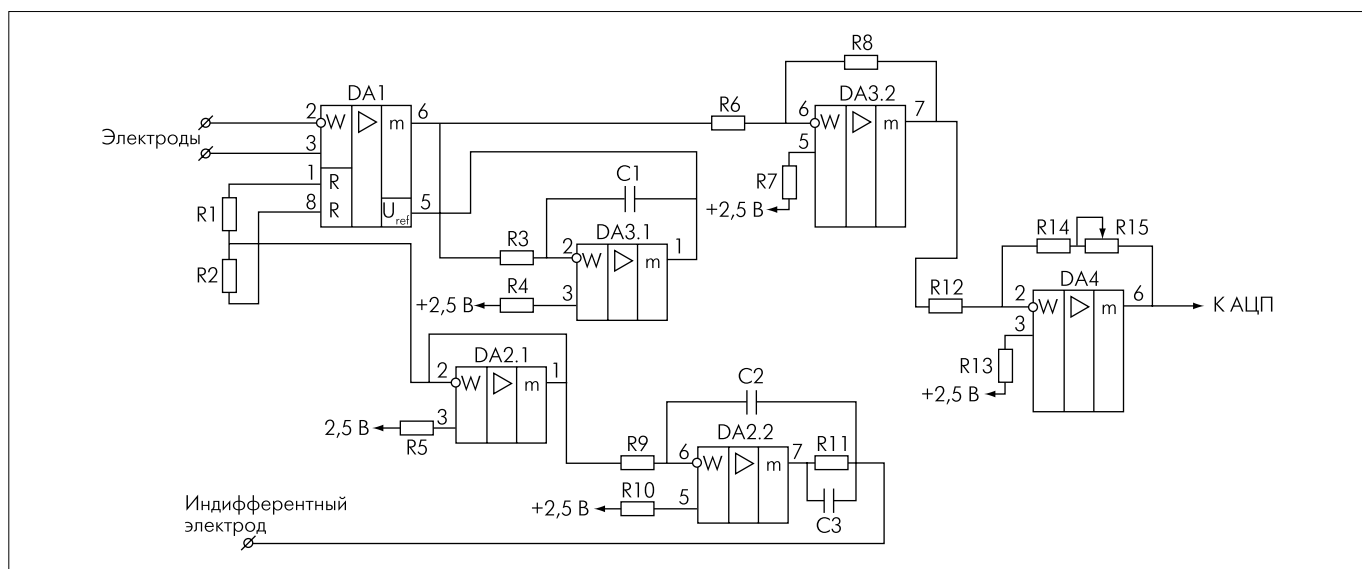 R8
DA1
DA3.2
2 W m 6
R6
6 W m 7
Электроды
3
5
1 R
C1
R7
8 R
U ref 5
+2,5 В
R1
R3
DA3.1
R14 R15
2 W m 1
R2
DA4
R4
R12
+2,5 В
3
2 W m 6
К АЦП
3
DA2.1
R13
2 W m 1
C2
+2,5 В
3
2,5 В
DA2.2
R5
R9
6 W m 7
R11
R10
5
Индифферентный
+2,5 В
электрод
C3